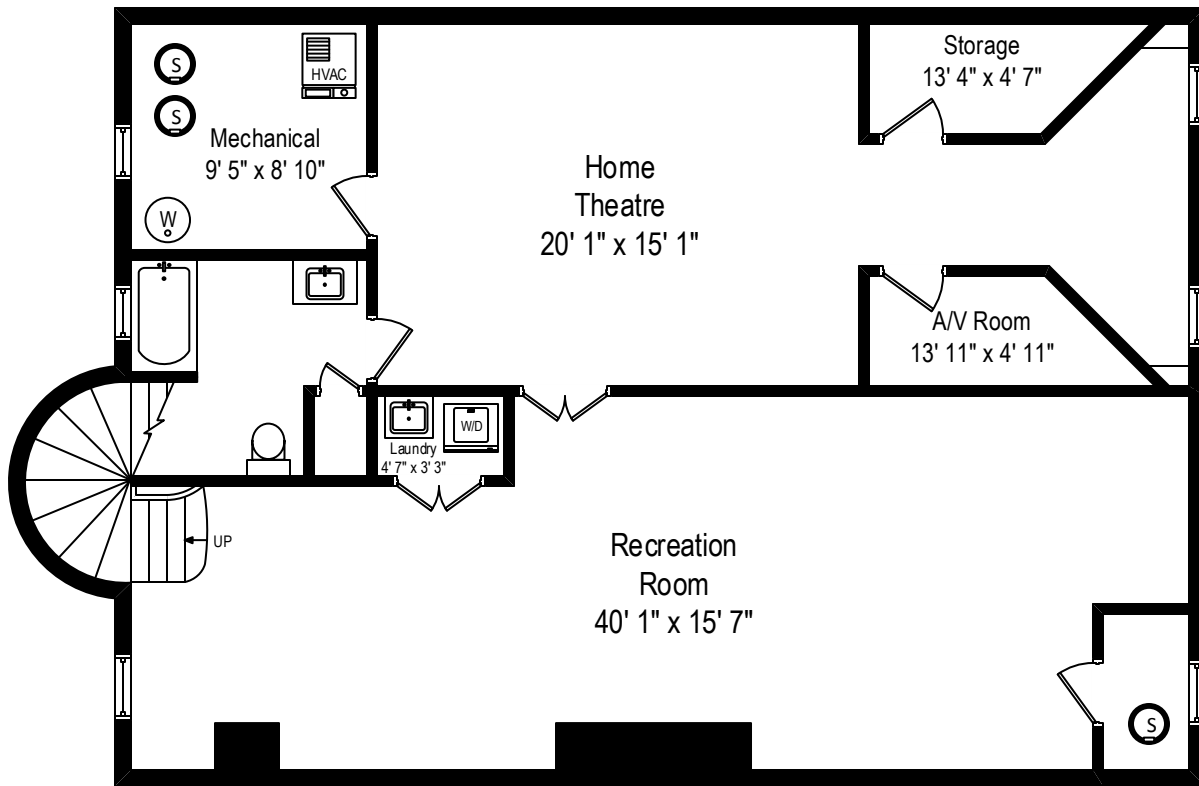 Storage
13' 4" x 4' 7"
S
HVAC
S
Mechanical
9' 5" x 8' 10"
Home
Theatre
20' 1" x 15' 1"
W
A/V Room
13' 11" x 4' 11"
W/D
Laundry
4' 7" x 3' 3"
UP
Recreation
Room
40' 1" x 15' 7"
S